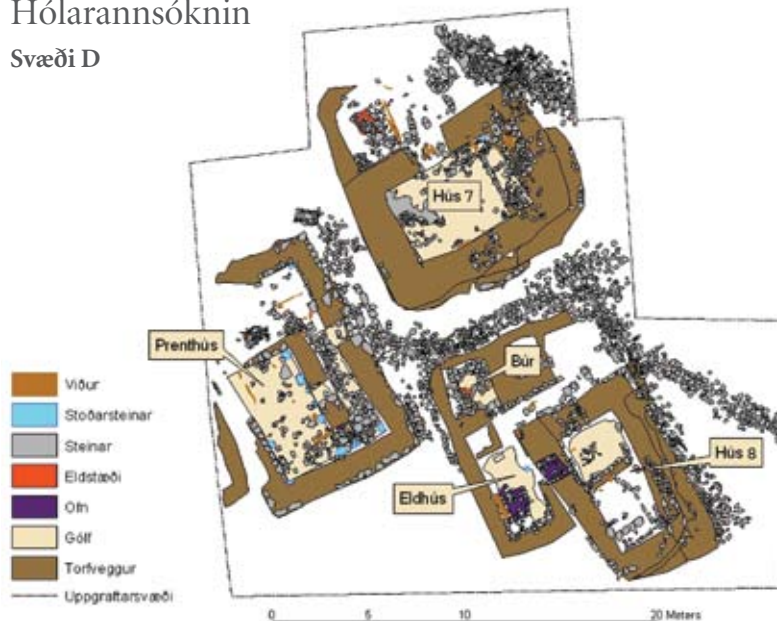 Hólarannsóknin
Svæði D
Hús 7
Prenthús
Búr
Hús 8
Eldhús
Viður
Stoðarsteinar
Steinar
Eldstæði
Ofn
Gólf
Torfveggur
Uppgraftarsvæði
0 5 10 20 Meters